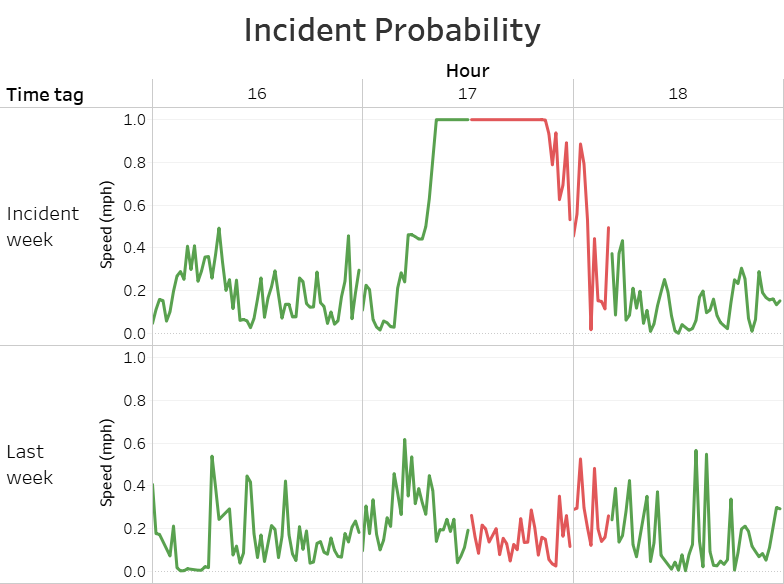 Incident Probability
Hour
Time tag
16
17
18
Incident
week
Speed (mph)
1.0
0.8
0.6
0.4
0.2
0.0
Last
week
Speed (mph)
1.0
0.8
0.6
0.4
0.2
0.0